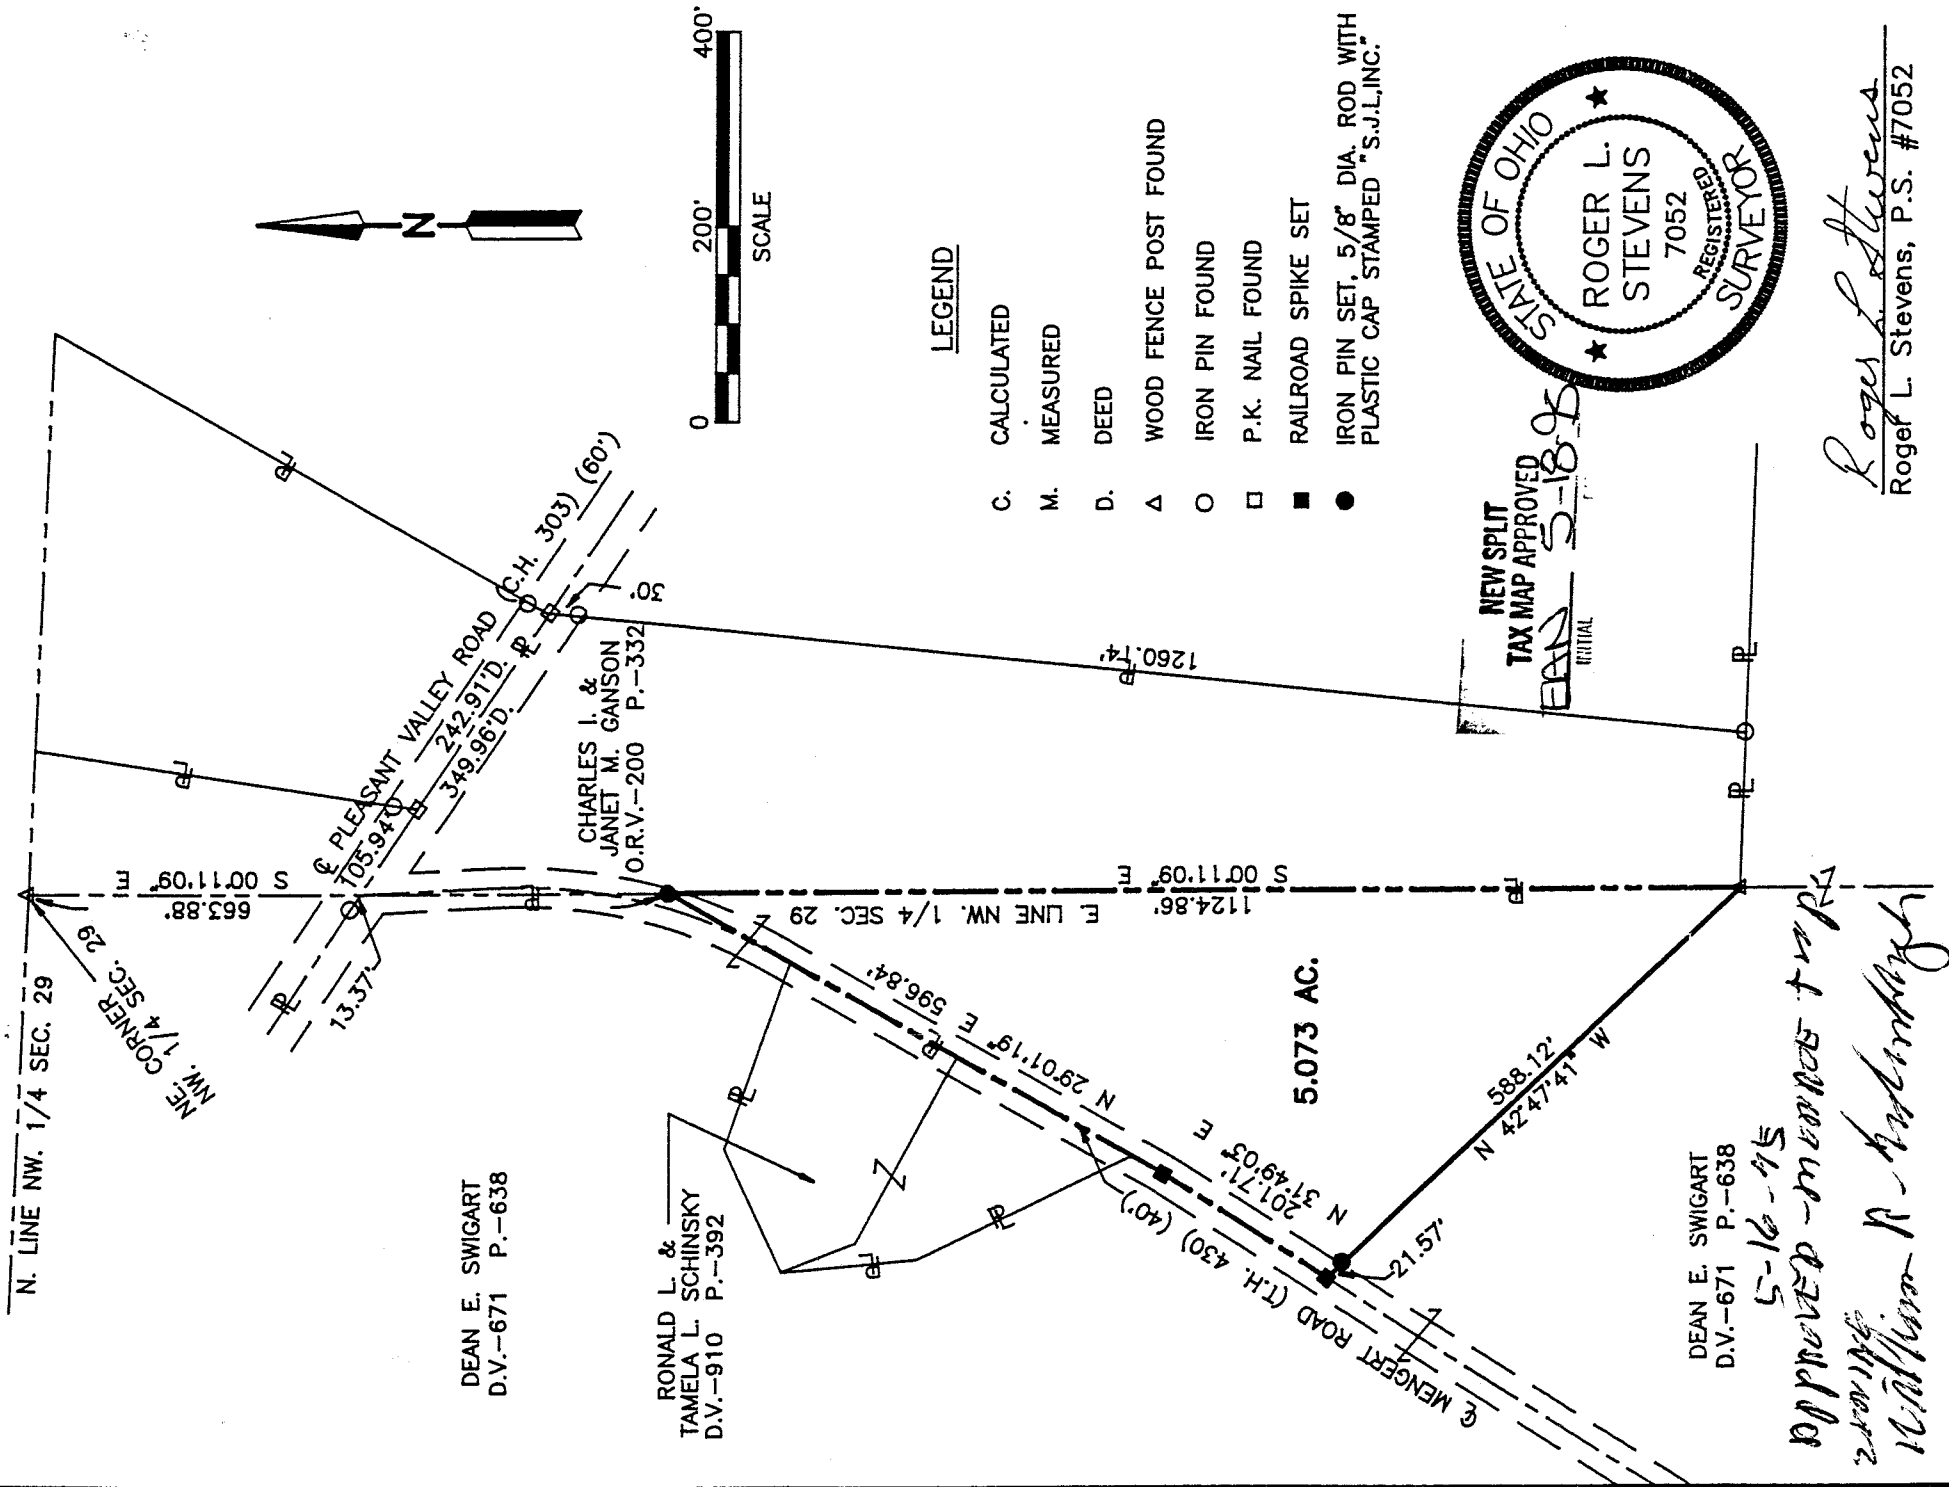 N. LINE NW. 1/4 SEC. 29
NE. CORNER
NW. 1/4 SEC. 29
663.88'
S 00°11'09" E
13.37'
℄ PLEASANT VALLEY ROAD (C.H. 303) (60')
105.94'
242.91'D.
349.96'D.
30'
CHARLES I. &
JANET M. GANSON
O.R.V.-200 P.-332
1260.14'
DEAN E. SWIGART
D.V.-671 P.-638
RONALD L. &
TAMELA L. SCHINSKY
D.V.-910 P.-392
E. LINE NW. 1/4 SEC. 29
1124.86'
S 00°11'09" E
596.84'
N 29°01'19" E
5.073 AC.
201.71'
N 31°49'03" E
℄ MENGERT ROAD (T.H. 430) (40')
21.57'
588.12'
N 42°47'41" W
DEAN E. SWIGART
D.V.-671 P.-638
N
0 200' 400'
SCALE
LEGEND
C. CALCULATED
M. MEASURED
D. DEED
△ WOOD FENCE POST FOUND
○ IRON PIN FOUND
□ P.K. NAIL FOUND
■ RAILROAD SPIKE SET
● IRON PIN SET, 5/8" DIA. ROD WITH
PLASTIC CAP STAMPED "S.J.L,INC."
NEW SPLIT
TAX MAP APPROVED
5-18-95
INITIAL
STATE OF OHIO
ROGER L.
STEVENS
7052
REGISTERED
SURVEYOR
Roger L. Stevens
Roger L. Stevens, P.S. #7052
5-16-95